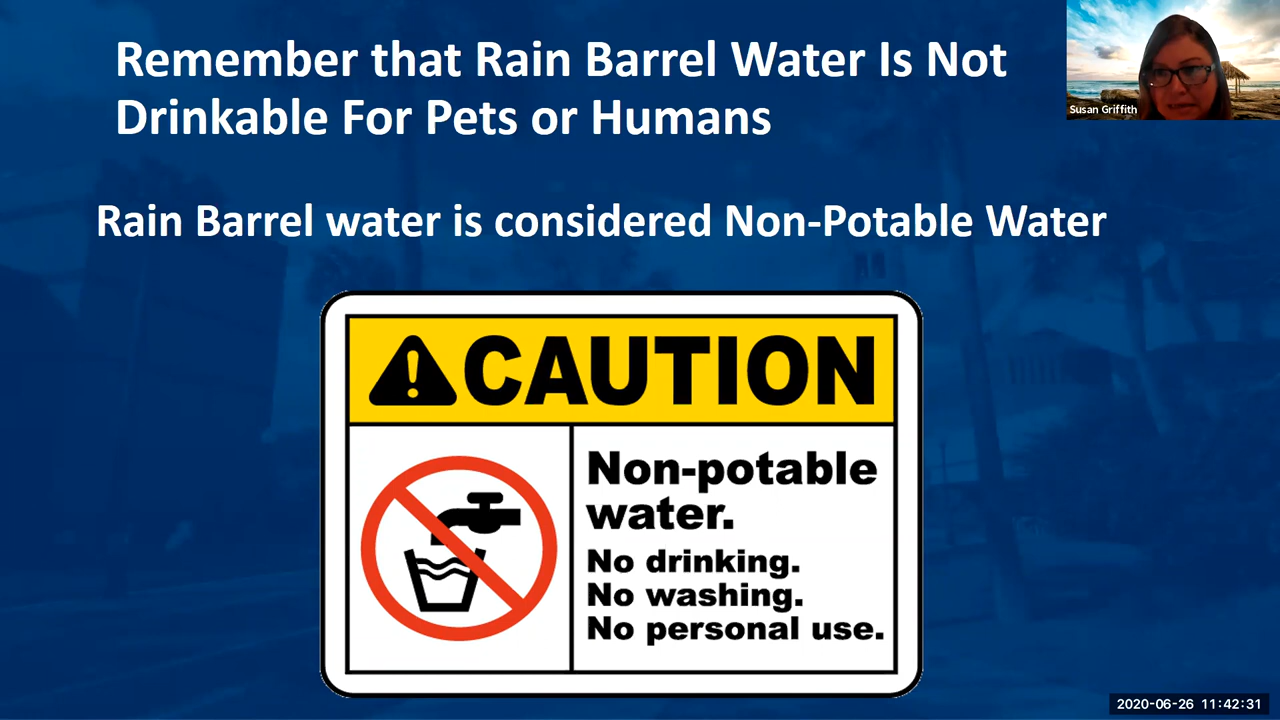 Remember that Rain Barrel Water Is Not
Drinkable For Pets or Humans
Susan Griffith
Rain Barrel water is considered Non-Potable Water
CAUTION
Non-potable
water.
No drinking.
No washing.
No personal use.
2020-06-26 11:42:31